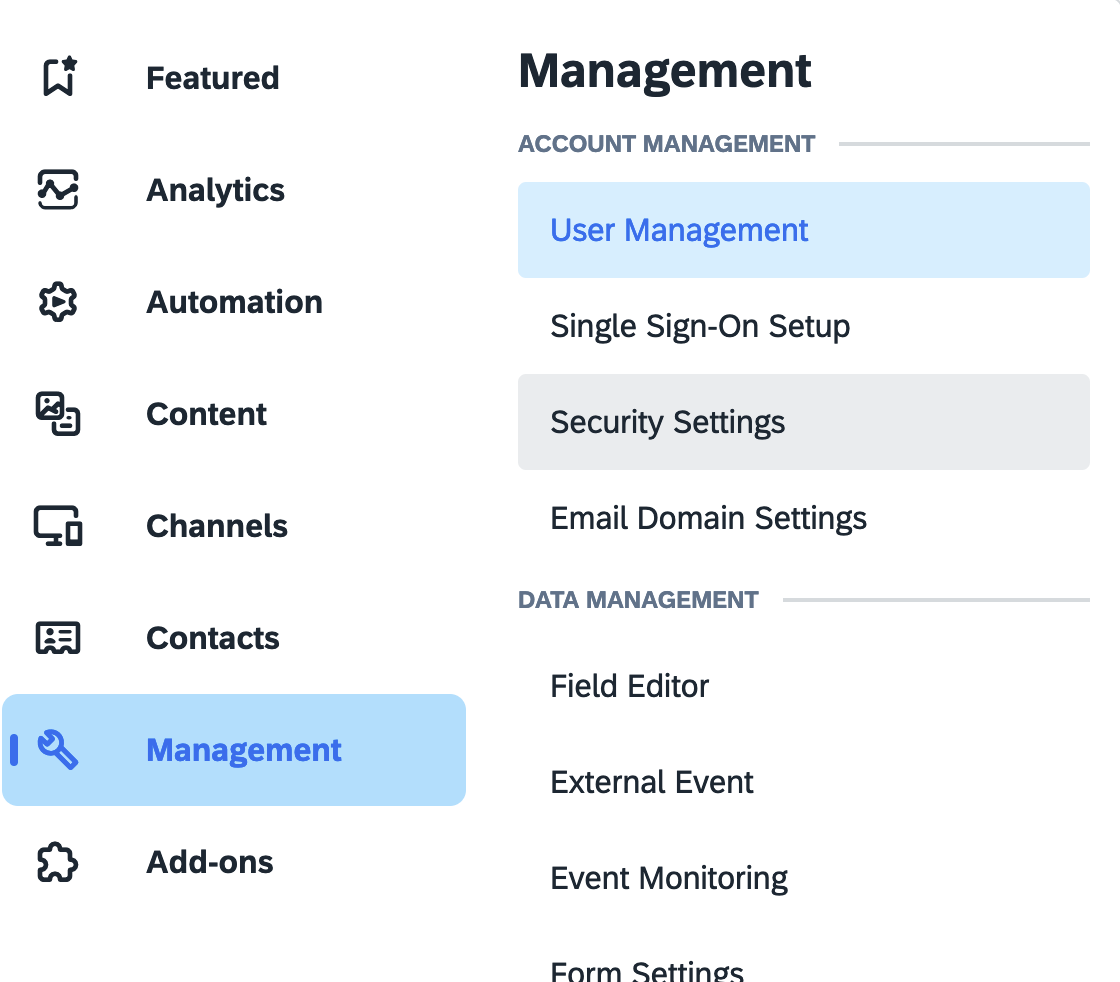 Featured
Analytics
Automation
Content
Channels
Contacts
Management
Add-ons
Management
ACCOUNT MANAGEMENT
User Management
Single Sign-On Setup
Security Settings
Email Domain Settings
DATA MANAGEMENT
Field Editor
External Event
Event Monitoring
Form Settings